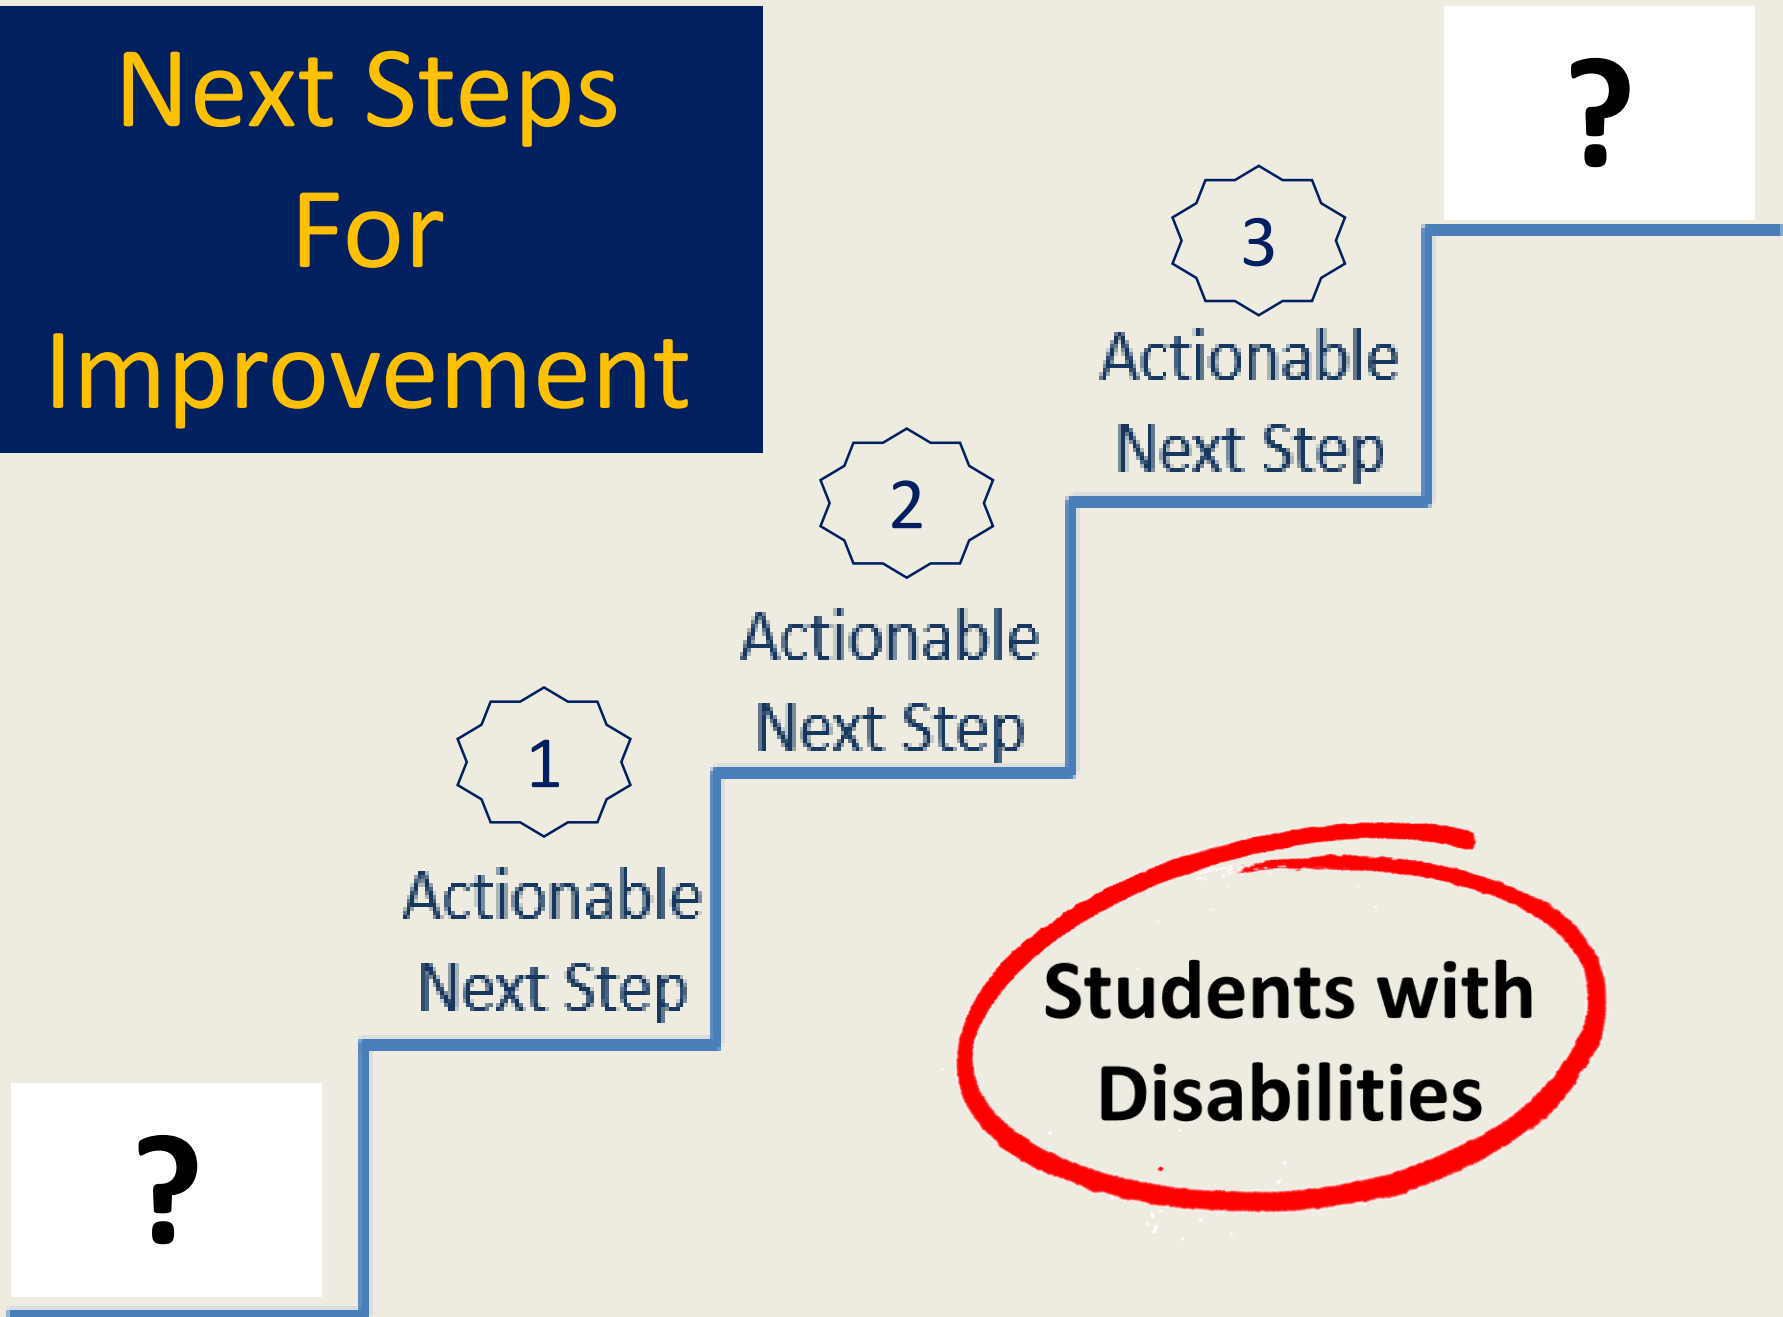 Next Steps
For
Improvement
?
3
Actionable
Next Step
2
Actionable
Next Step
1
Actionable
Next Step
Students with
Disabilities
?